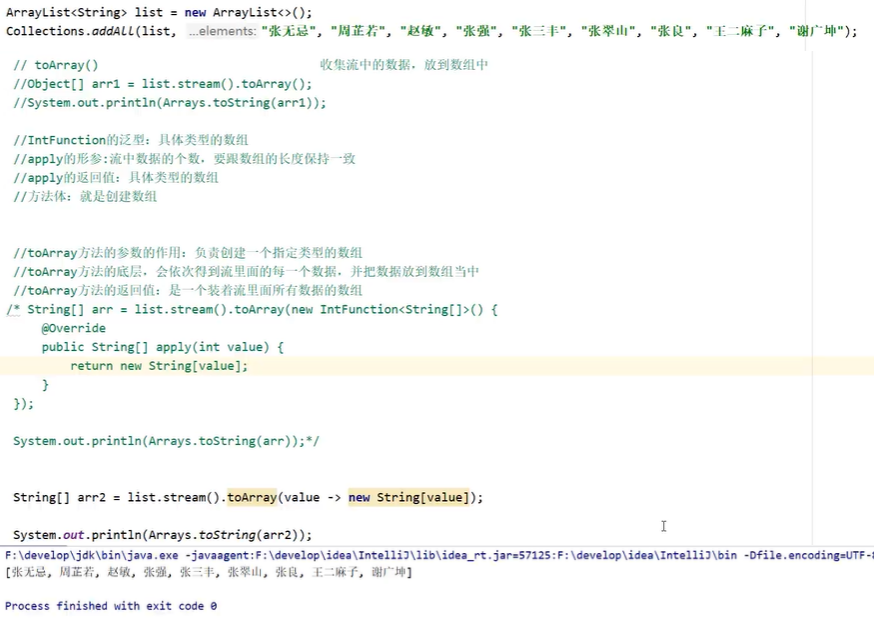 ArrayList<String> list = new ArrayList<>();
Collections.addAll(list, ...elements: "张无忌", "周芷若", "赵敏", "张强", "张三丰", "张翠山", "张良", "王二麻子", "谢广坤");
// toArray() 收集流中的数据，放到数组中
//Object[] arr1 = list.stream().toArray();
//System.out.println(Arrays.toString(arr1));
//IntFunction的泛型：具体类型的数组
//apply的形参:流中数据的个数，要跟数组的长度保持一致
//apply的返回值：具体类型的数组
//方法体：就是创建数组
//toArray方法的参数的作用：负责创建一个指定类型的数组
//toArray方法的底层，会依次得到流里面的每一个数据，并把数据放到数组当中
//toArray方法的返回值：是一个装着流里面所有数据的数组
/* String[] arr = list.stream().toArray(new IntFunction<String[]>() {
@Override
public String[] apply(int value) {
return new String[value];
}
});
System.out.println(Arrays.toString(arr));*/
String[] arr2 = list.stream().toArray(value -> new String[value]);
System.out.println(Arrays.toString(arr2));
F:\develop\jdk\bin\java.exe -javaagent:F:\develop\idea\IntelliJ\lib\idea_rt.jar=57125:F:\develop\idea\IntelliJ\bin -Dfile.encoding=UTF-8
[张无忌, 周芷若, 赵敏, 张强, 张三丰, 张翠山, 张良, 王二麻子, 谢广坤]
Process finished with exit code 0